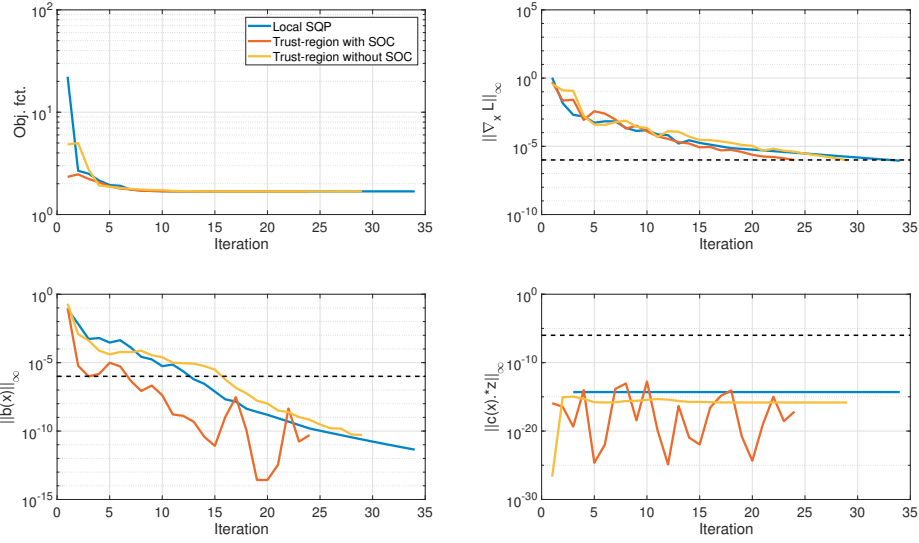 10^2
10^1
10^0
Obj. fct.
Local SQP
Trust-region with SOC
Trust-region without SOC
0 5 10 15 20 25 30 35
Iteration
10^5
10^0
10^-5
10^-10
||∇_x L||_∞
0 5 10 15 20 25 30 35
Iteration
10^0
10^-5
10^-10
10^-15
||b(x)||_∞
0 5 10 15 20 25 30 35
Iteration
10^0
10^-10
10^-20
10^-30
||c(x).*z||_∞
0 5 10 15 20 25 30 35
Iteration